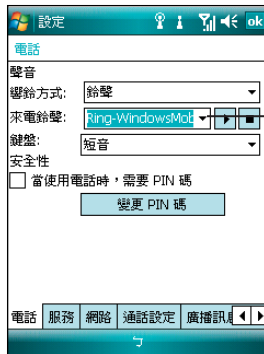 設定
ok
電話
聲音
響鈴方式: 鈴聲
來電鈴聲: Ring-WindowsMob
鍵盤: 短音
安全性
當使用電話時，需要 PIN 碼
變更 PIN 碼
電話 服務 網路 通話設定 廣播訊息